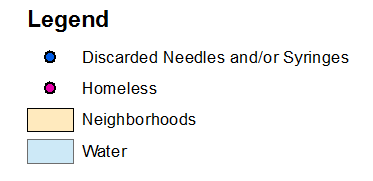 Legend
Discarded Needles and/or Syringes
Homeless
Neighborhoods
Water